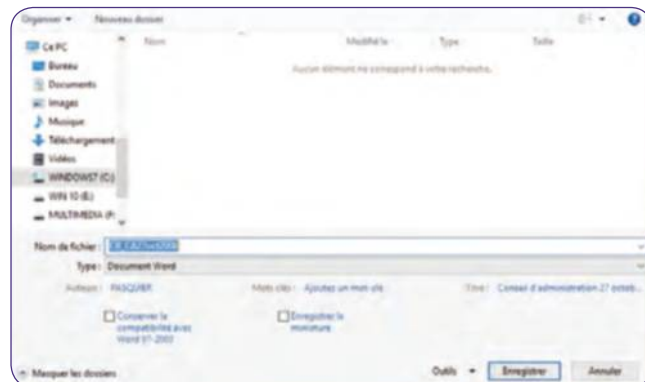 Organiser Nouveau dossier
Ce PC
Bureau
Documents
Images
Musique
Téléchargement
Vidéos
WINDOWS7 (C:)
WIN 10 (E:)
MULTIMEDIA (F:
Nom Modifié le Type Taille
Aucun élément ne correspond à votre recherche.
Nom de fichier :
Type : Document Word
Auteurs : PASQUIER Mots clés : Ajoutez un mot clé Titre : Conseil d'administration 27 octob...
Conserver la compatibilité avec Word 97-2003
Enregistrer la miniature
Masquer les dossiers Outils Enregistrer Annuler